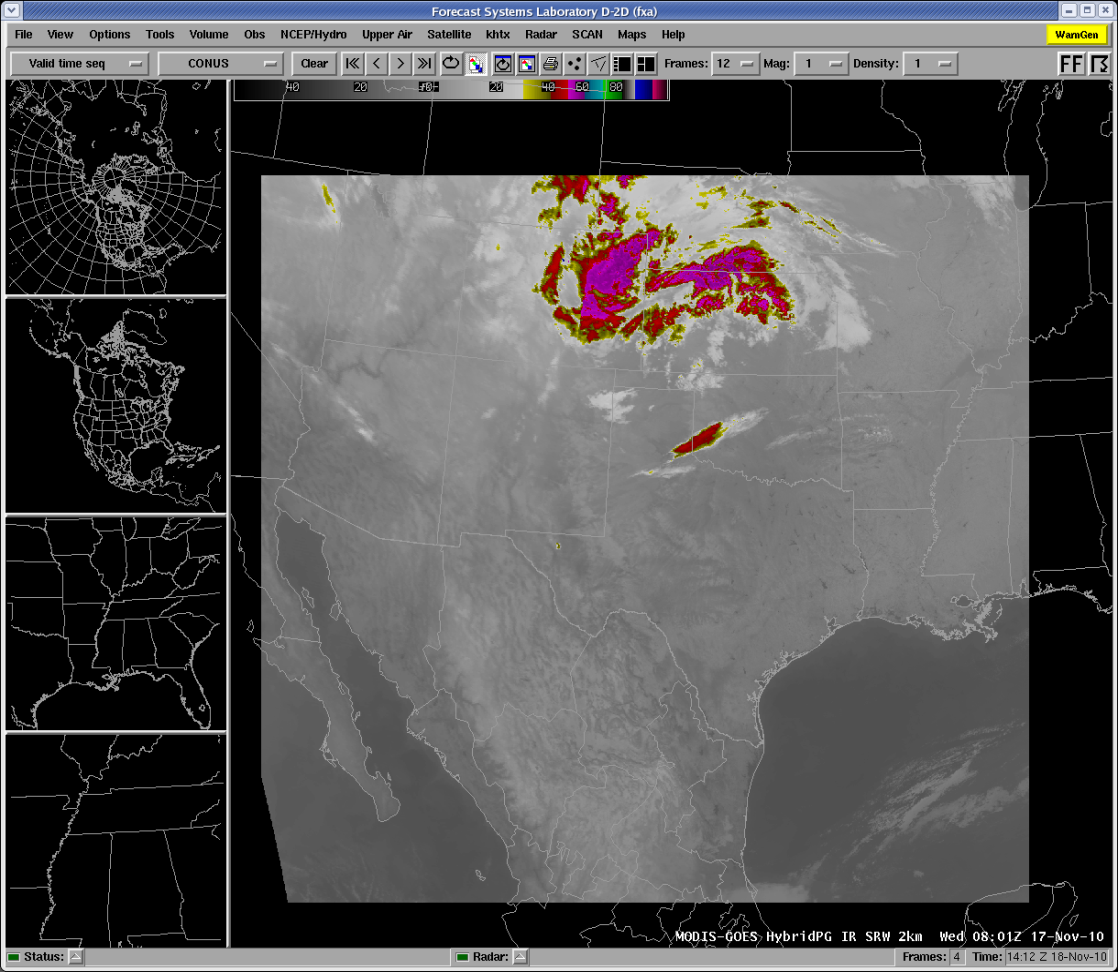 Forecast Systems Laboratory D-2D (fxa)
File View Options Tools Volume Obs NCEP/Hydro Upper Air Satellite khtx Radar SCAN Maps Help WarnGen
Valid time seq CONUS Clear Frames: 12 Mag: 1 Density: 1 FF
40 20 20 40 60 80
MODIS-GOES HybridPG IR SRW 2km Wed 08:01Z 17-Nov-10
Status: Radar: Frames: 4 Time: 14:12 Z 18-Nov-10